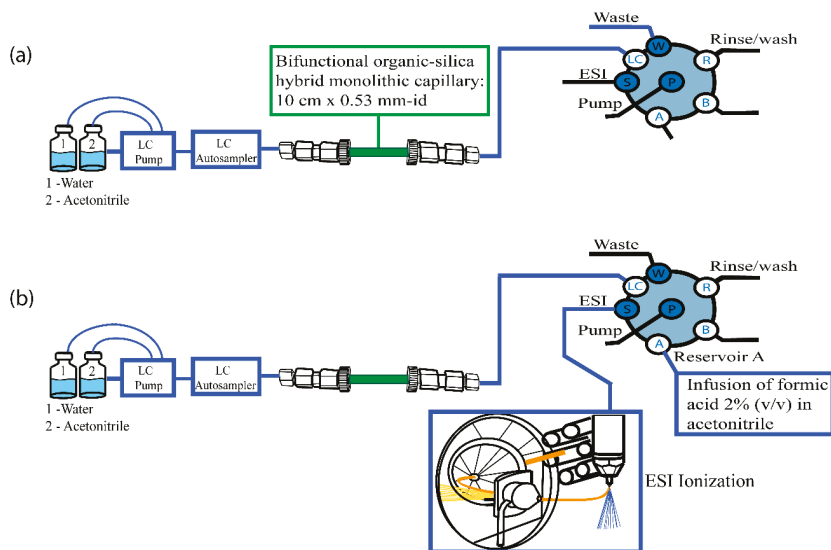 (a)
Waste
Rinse/wash
W
LC
R
ESI
S
P
Pump
B
A
Bifunctional organic-silica
hybrid monolithic capillary:
10 cm x 0.53 mm-id
1
2
LC
Pump
LC
Autosampler
1 -Water
2 - Acetonitrile
(b)
Waste
Rinse/wash
W
LC
R
ESI
S
P
Pump
B
A
Reservoir A
1
2
LC
Pump
LC
Autosampler
1 -Water
2 - Acetonitrile
Infusion of formic
acid 2% (v/v) in
acetonitrile
ESI Ionization